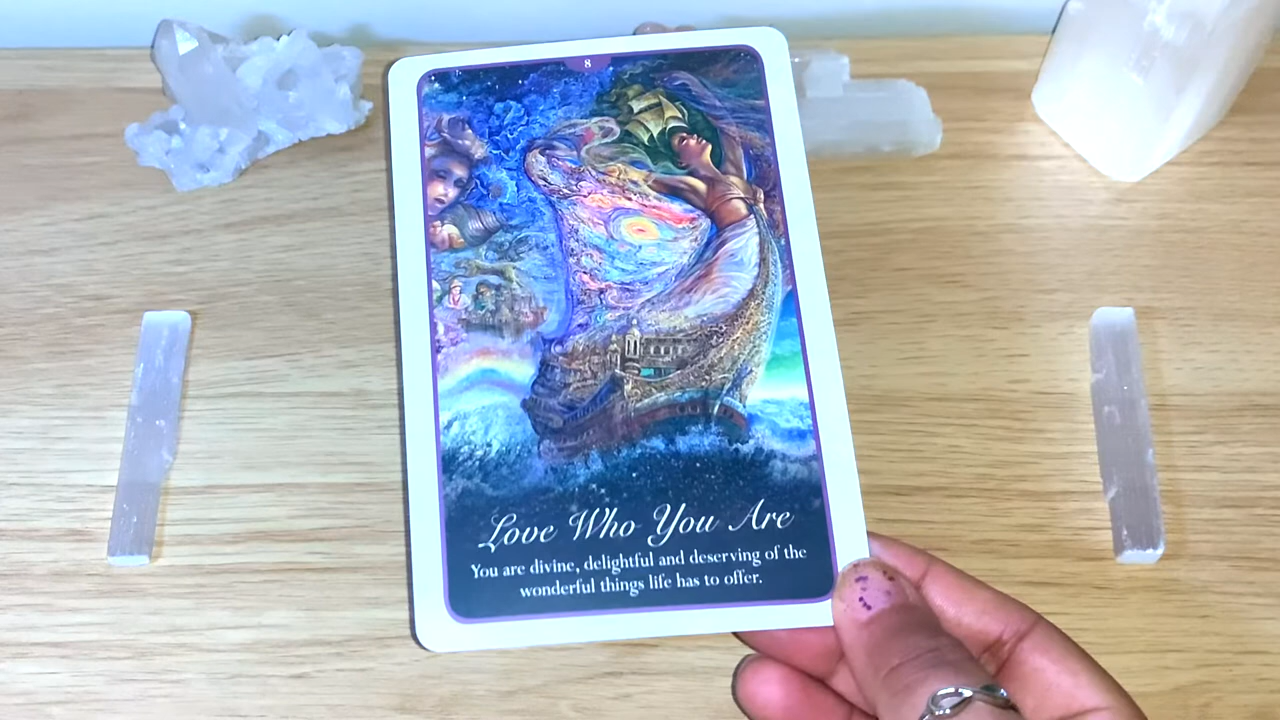 8
Love Who You Are
You are divine, delightful and deserving of the
wonderful things life has to offer.